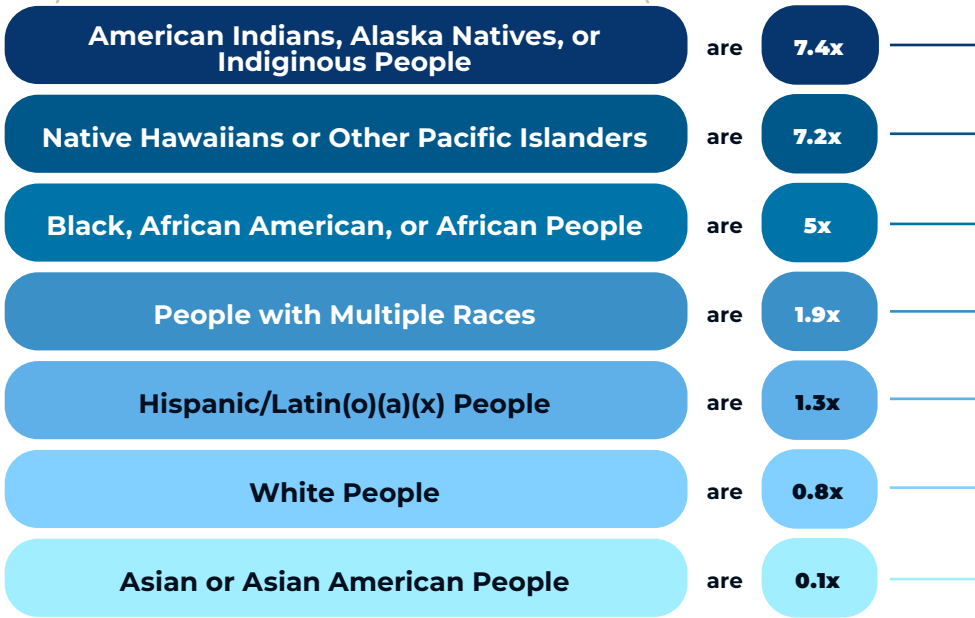 American Indians, Alaska Natives, or
Indiginous People
are
7.4x
Native Hawaiians or Other Pacific Islanders
are
7.2x
Black, African American, or African People
are
5x
People with Multiple Races
are
1.9x
Hispanic/Latin(o)(a)(x) People
are
1.3x
White People
are
0.8x
Asian or Asian American People
are
0.1x